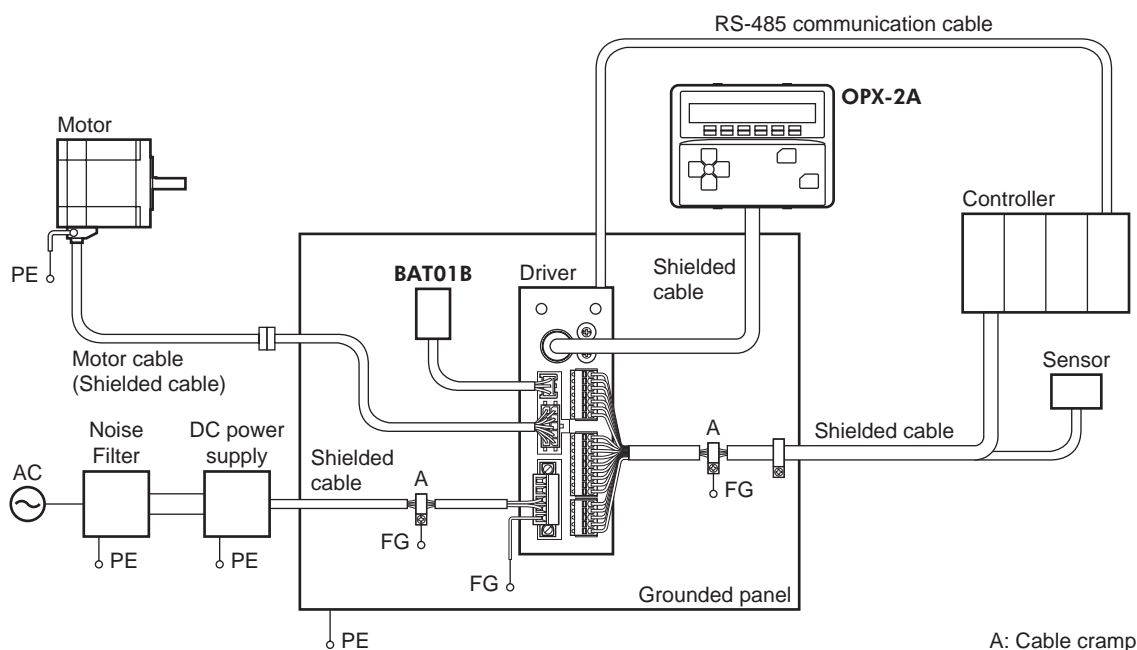 RS-485 communication cable
OPX-2A
Motor
Controller
PE
BAT01B
Driver
Shielded
cable
Motor cable
(Shielded cable)
Sensor
Noise
Filter
DC power
supply
Shielded
cable
A
A
Shielded cable
AC
FG
FG
PE
PE
FG
Grounded panel
PE
A: Cable cramp